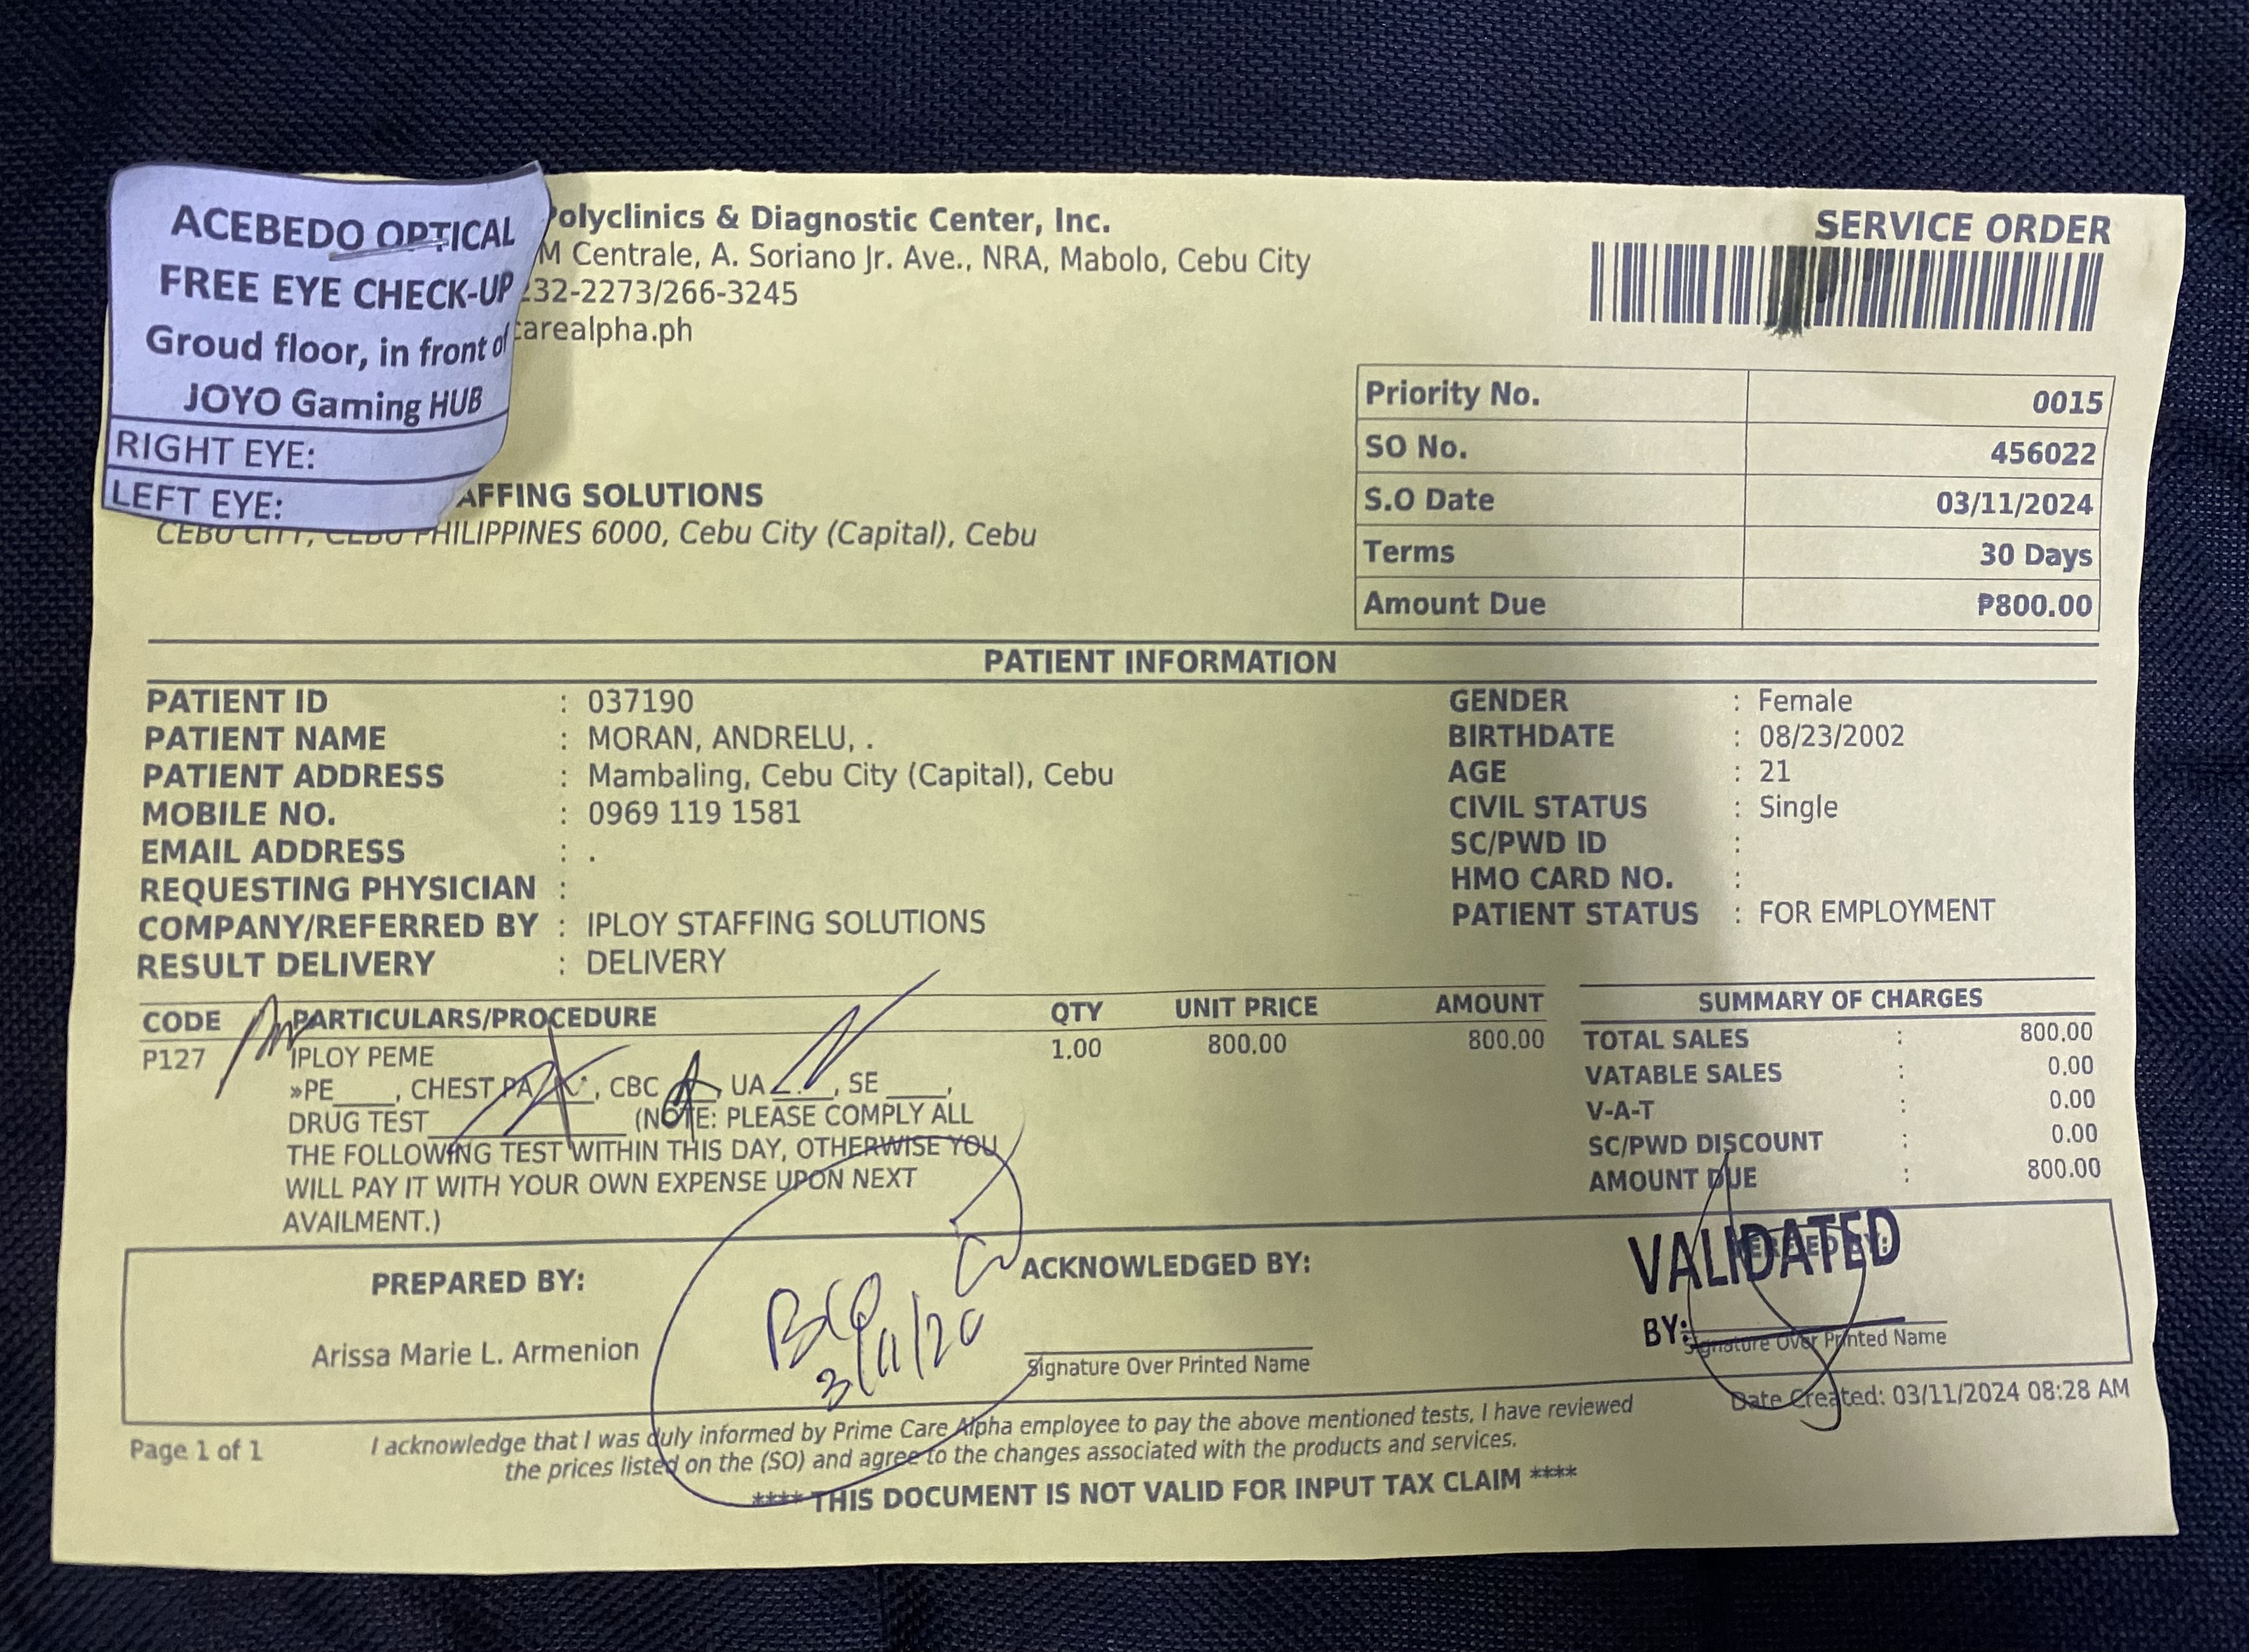 ACEBEDO OPTICAL
FREE EYE CHECK-UP
Groud floor, in front of
JOYO Gaming HUB
RIGHT EYE:
LEFT EYE:
Polyclinics & Diagnostic Center, Inc.
M Centrale, A. Soriano Jr. Ave., NRA, Mabolo, Cebu City
232-2273/266-3245
carealpha.ph
SERVICE ORDER
Priority No. 0015
SO No. 456022
S.O Date 03/11/2024
Terms 30 Days
Amount Due ₱800.00
AFFING SOLUTIONS
CEBU CITY, CEBU PHILIPPINES 6000, Cebu City (Capital), Cebu
PATIENT INFORMATION
PATIENT ID : 037190
PATIENT NAME : MORAN, ANDRELU, .
PATIENT ADDRESS : Mambaling, Cebu City (Capital), Cebu
MOBILE NO. : 0969 119 1581
EMAIL ADDRESS : .
REQUESTING PHYSICIAN :
COMPANY/REFERRED BY : IPLOY STAFFING SOLUTIONS
RESULT DELIVERY : DELIVERY
GENDER : Female
BIRTHDATE : 08/23/2002
AGE : 21
CIVIL STATUS : Single
SC/PWD ID :
HMO CARD NO. :
PATIENT STATUS : FOR EMPLOYMENT
CODE PARTICULARS/PROCEDURE QTY UNIT PRICE AMOUNT
P127 IPLOY PEME 1.00 800.00 800.00
»PE____, CHEST PA____, CBC____, UA____, SE____,
DRUG TEST______________ (NOTE: PLEASE COMPLY ALL
THE FOLLOWING TEST WITHIN THIS DAY, OTHERWISE YOU
WILL PAY IT WITH YOUR OWN EXPENSE UPON NEXT
AVAILMENT.)
SUMMARY OF CHARGES
TOTAL SALES : 800.00
VATABLE SALES : 0.00
V-A-T : 0.00
SC/PWD DISCOUNT : 0.00
AMOUNT DUE : 800.00
PREPARED BY:
Arissa Marie L. Armenion
3/11/20
ACKNOWLEDGED BY:
Signature Over Printed Name
VALIDATED
BY:
Signature Over Printed Name
Date Created: 03/11/2024 08:28 AM
Page 1 of 1
I acknowledge that I was duly informed by Prime Care Alpha employee to pay the above mentioned tests, I have reviewed
the prices listed on the (SO) and agree to the changes associated with the products and services.
**** THIS DOCUMENT IS NOT VALID FOR INPUT TAX CLAIM ****